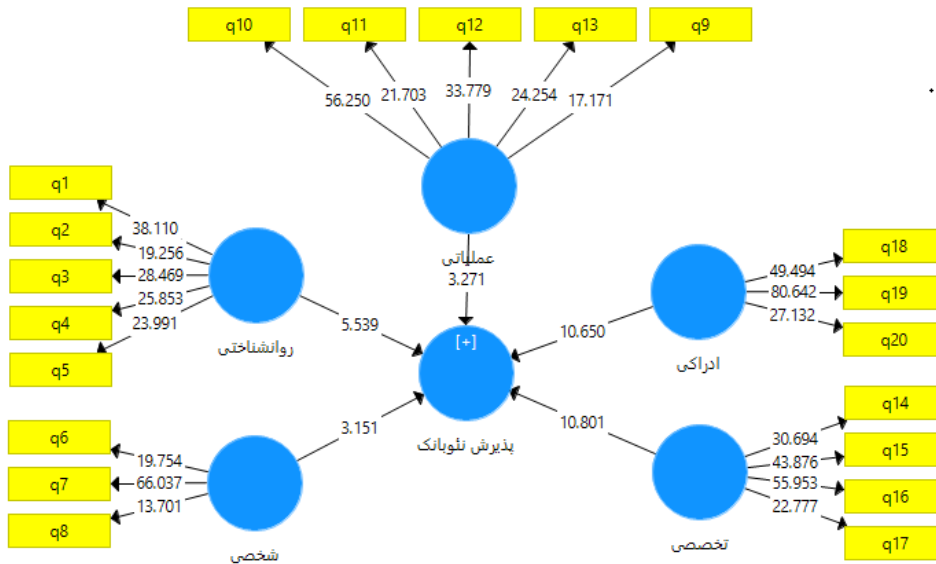 q10
q11
q12
q13
q9
56.250
21.703
33.779
24.254
17.171
q1
q2
q3
q4
q5
38.110
19.256
28.469
25.853
23.991
روانشناختی
5.539
عملیاتی
3.271
[+]
پذیرش نئوبانک
q18
q19
q20
49.494
80.642
27.132
ادراکی
10.650
q6
q7
q8
19.754
66.037
13.701
شخصی
3.151
q14
q15
q16
q17
30.694
43.876
55.953
22.777
تخصصی
10.801